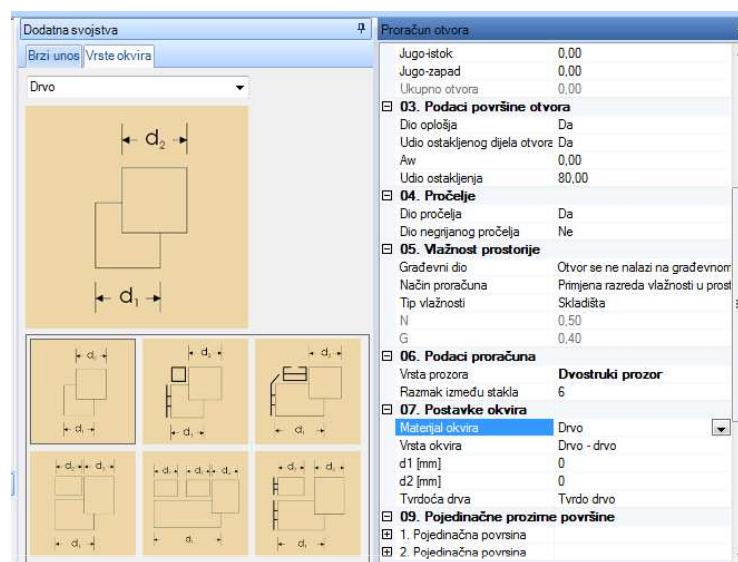 Dodatna svojstva
Brzi unos Vrste okvira
Drvo
d₂
d₁
Proračun otvora
Jugo-istok 0,00
Jugo-zapad 0,00
Ukupno otvora 0,00
03. Podaci površine otvora
Dio oplošja Da
Udio ostakljenog dijela otvora Da
Aw 0,00
Udio ostakljenja 80,00
04. Pročelje
Dio pročelja Da
Dio negrijanog pročelja Ne
05. Vlažnost prostorije
Građevni dio Otvor se ne nalazi na građevnom
Način proračuna Primjena razreda vlažnosti u prost
Tip vlažnosti Skladišta
N 0,50
G 0,40
06. Podaci proračuna
Vrsta prozora Dvostruki prozor
Razmak između stakla 6
07. Postavke okvira
Materijal okvira Drvo
Vrsta okvira Drvo - drvo
d1 [mm] 0
d2 [mm] 0
Tvrdoća drva Tvrdo drvo
09. Pojedinačne prozirne površine
1. Pojedinačna povrsina
2. Pojedinačna povrsina